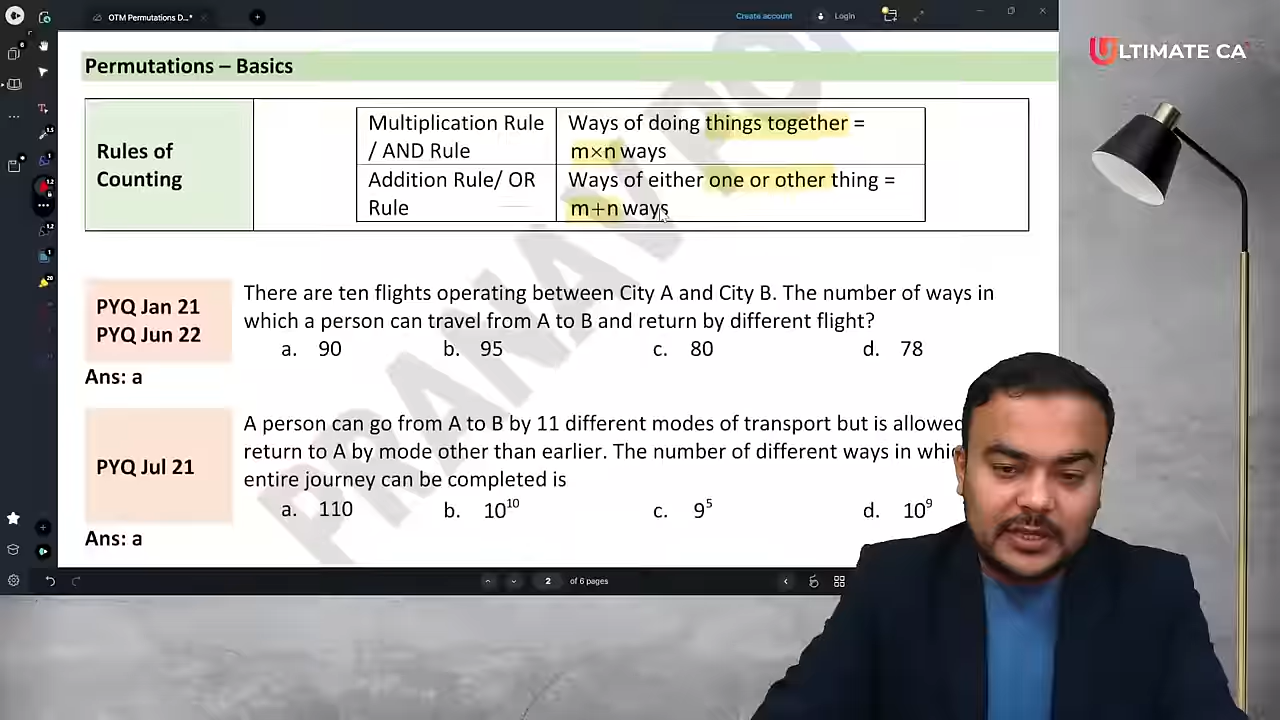 OTM Permutations D...*
Create account
Login
ULTIMATE CA
Permutations – Basics
Rules of
Counting
Multiplication Rule
/ AND Rule
Ways of doing things together =
m×n ways
Addition Rule/ OR
Rule
Ways of either one or other thing =
m+n ways
PRANAV
PYQ Jan 21
PYQ Jun 22
There are ten flights operating between City A and City B. The number of ways in
which a person can travel from A to B and return by different flight?
a. 90 b. 95 c. 80 d. 78
Ans: a
PYQ Jul 21
A person can go from A to B by 11 different modes of transport but is allowed
return to A by mode other than earlier. The number of different ways in
entire journey can be completed is
a. 110 b. 10¹⁰ c. 9⁵ d. 10⁹
Ans: a
2 of 6 pages